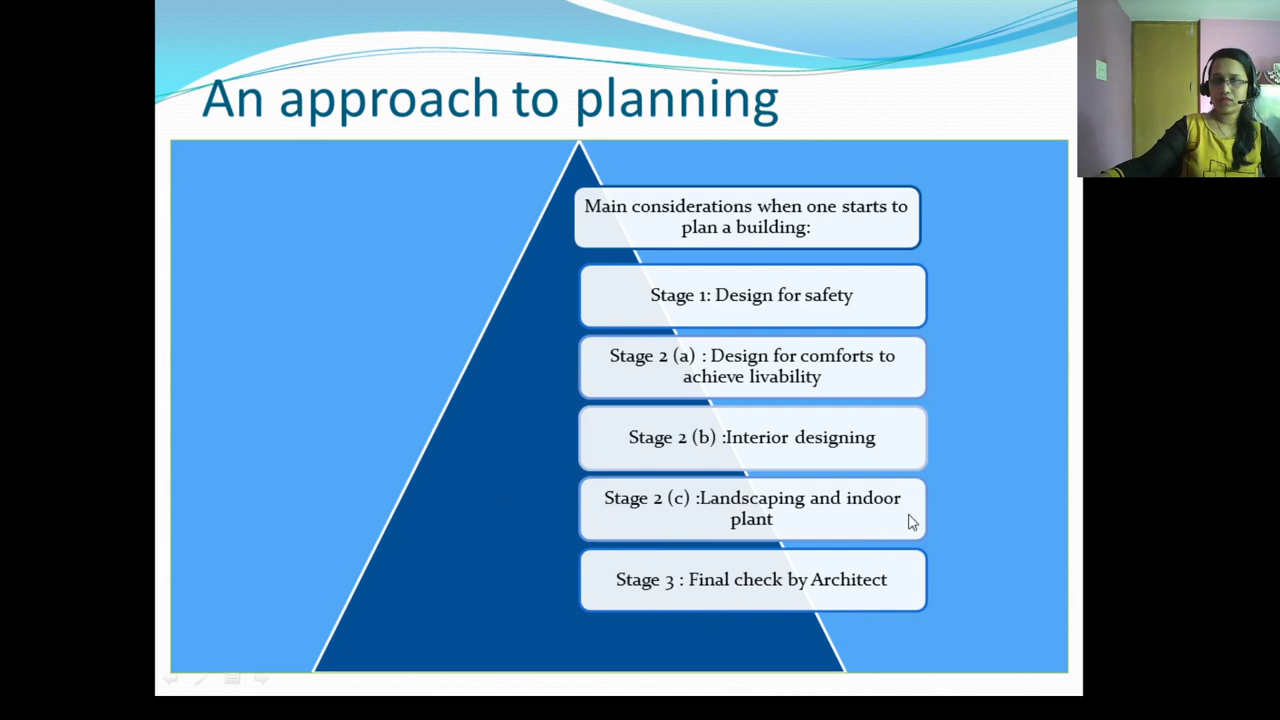 An approach to planning
Main considerations when one starts to
plan a building:
Stage 1: Design for safety
Stage 2 (a) : Design for comforts to
achieve livability
Stage 2 (b) :Interior designing
Stage 2 (c) :Landscaping and indoor
plant
Stage 3 : Final check by Architect